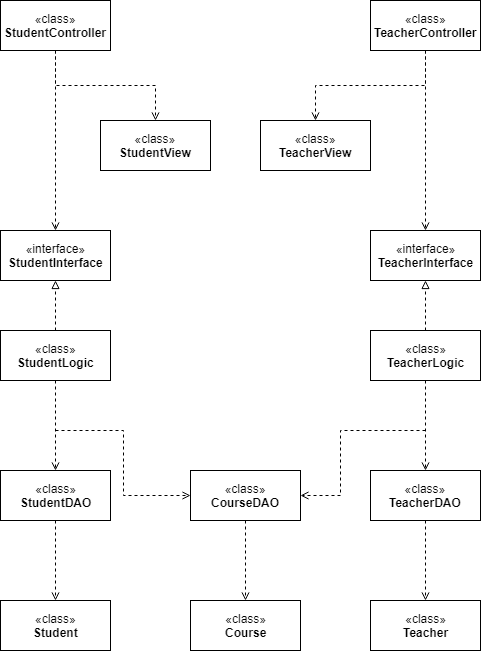 «class»
StudentController
«class»
TeacherController
«class»
StudentView
«class»
TeacherView
«interface»
StudentInterface
«interface»
TeacherInterface
«class»
StudentLogic
«class»
TeacherLogic
«class»
StudentDAO
«class»
CourseDAO
«class»
TeacherDAO
«class»
Student
«class»
Course
«class»
Teacher